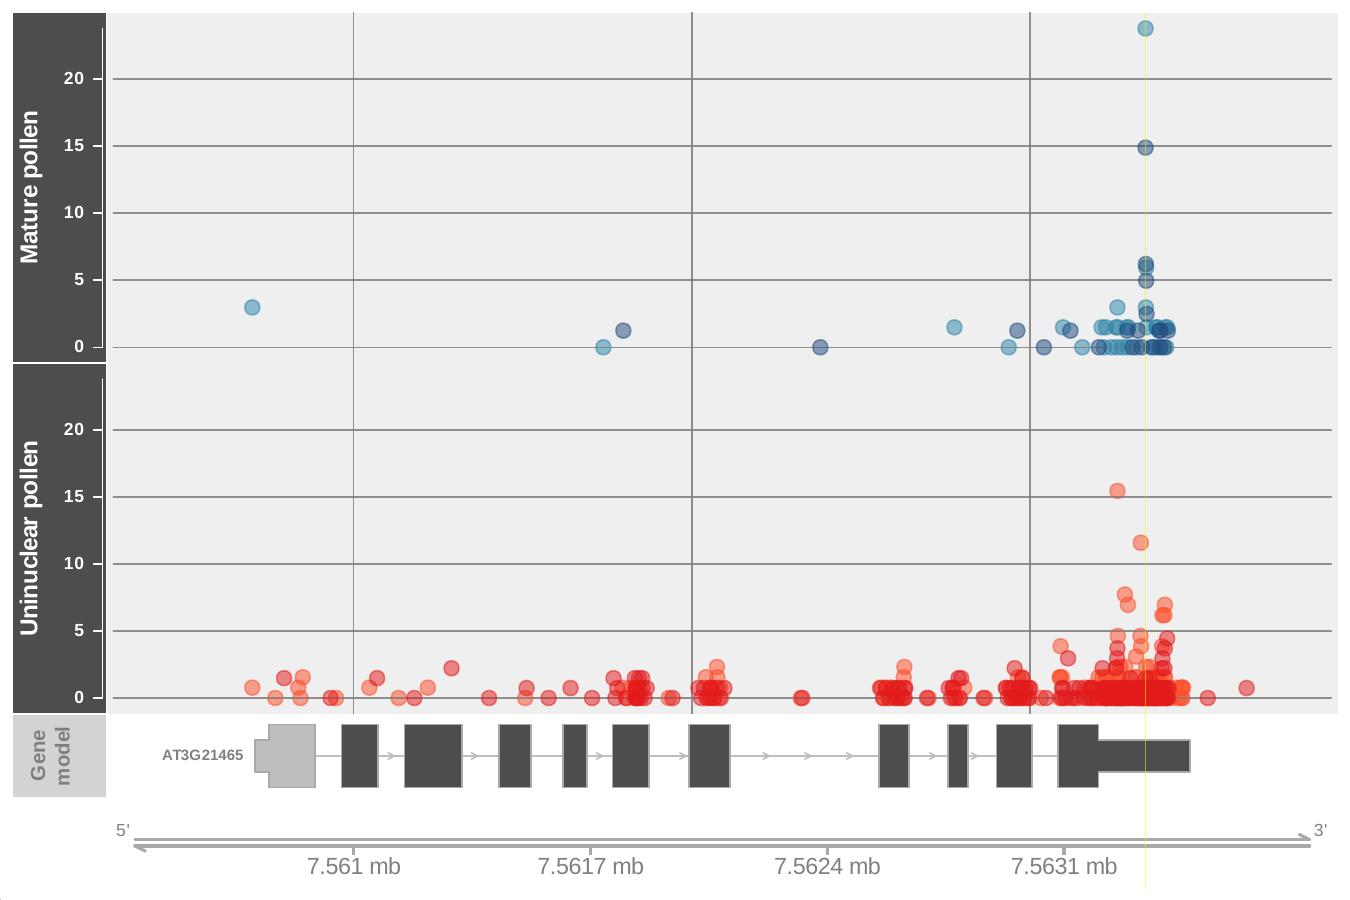 Mature pollen
20
15
10
5
0
Uninuclear pollen
20
15
10
5
0
Gene
model
AT3G21465
5'
3'
7.561 mb
7.5617 mb
7.5624 mb
7.5631 mb